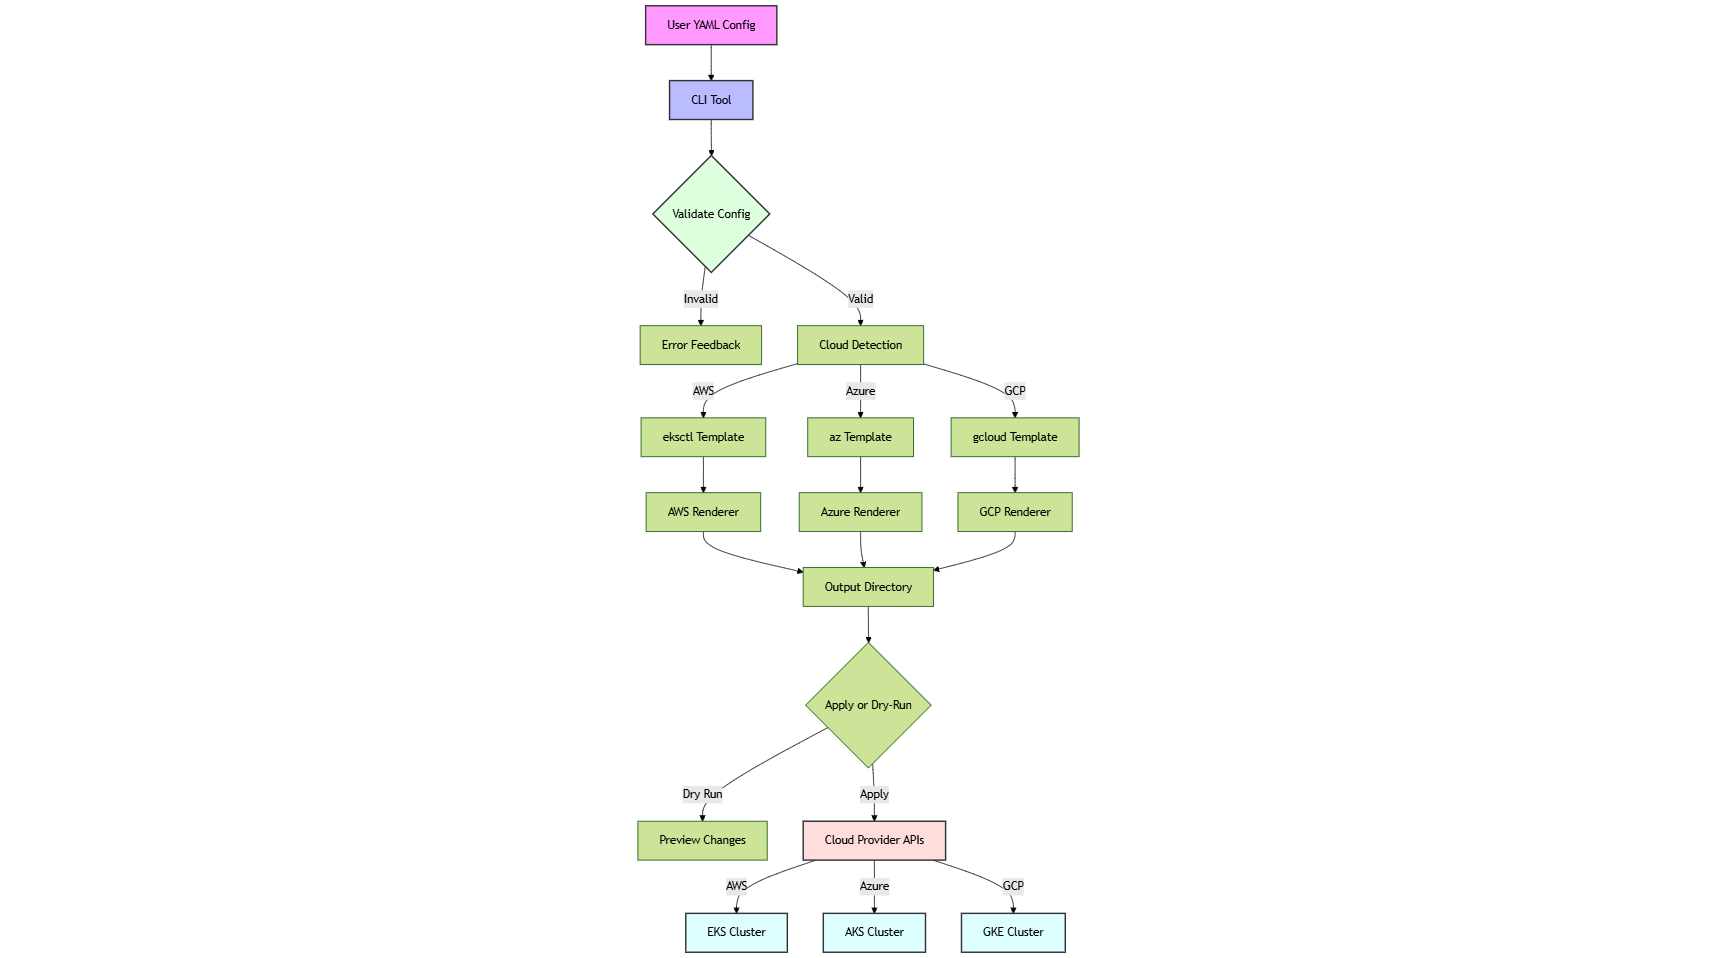 User YAML Config
CLI Tool
Validate Config
Invalid
Valid
Error Feedback
Cloud Detection
AWS
Azure
GCP
eksctl Template
az Template
gcloud Template
AWS Renderer
Azure Renderer
GCP Renderer
Output Directory
Apply or Dry-Run
Dry Run
Apply
Preview Changes
Cloud Provider APIs
AWS
Azure
GCP
EKS Cluster
AKS Cluster
GKE Cluster